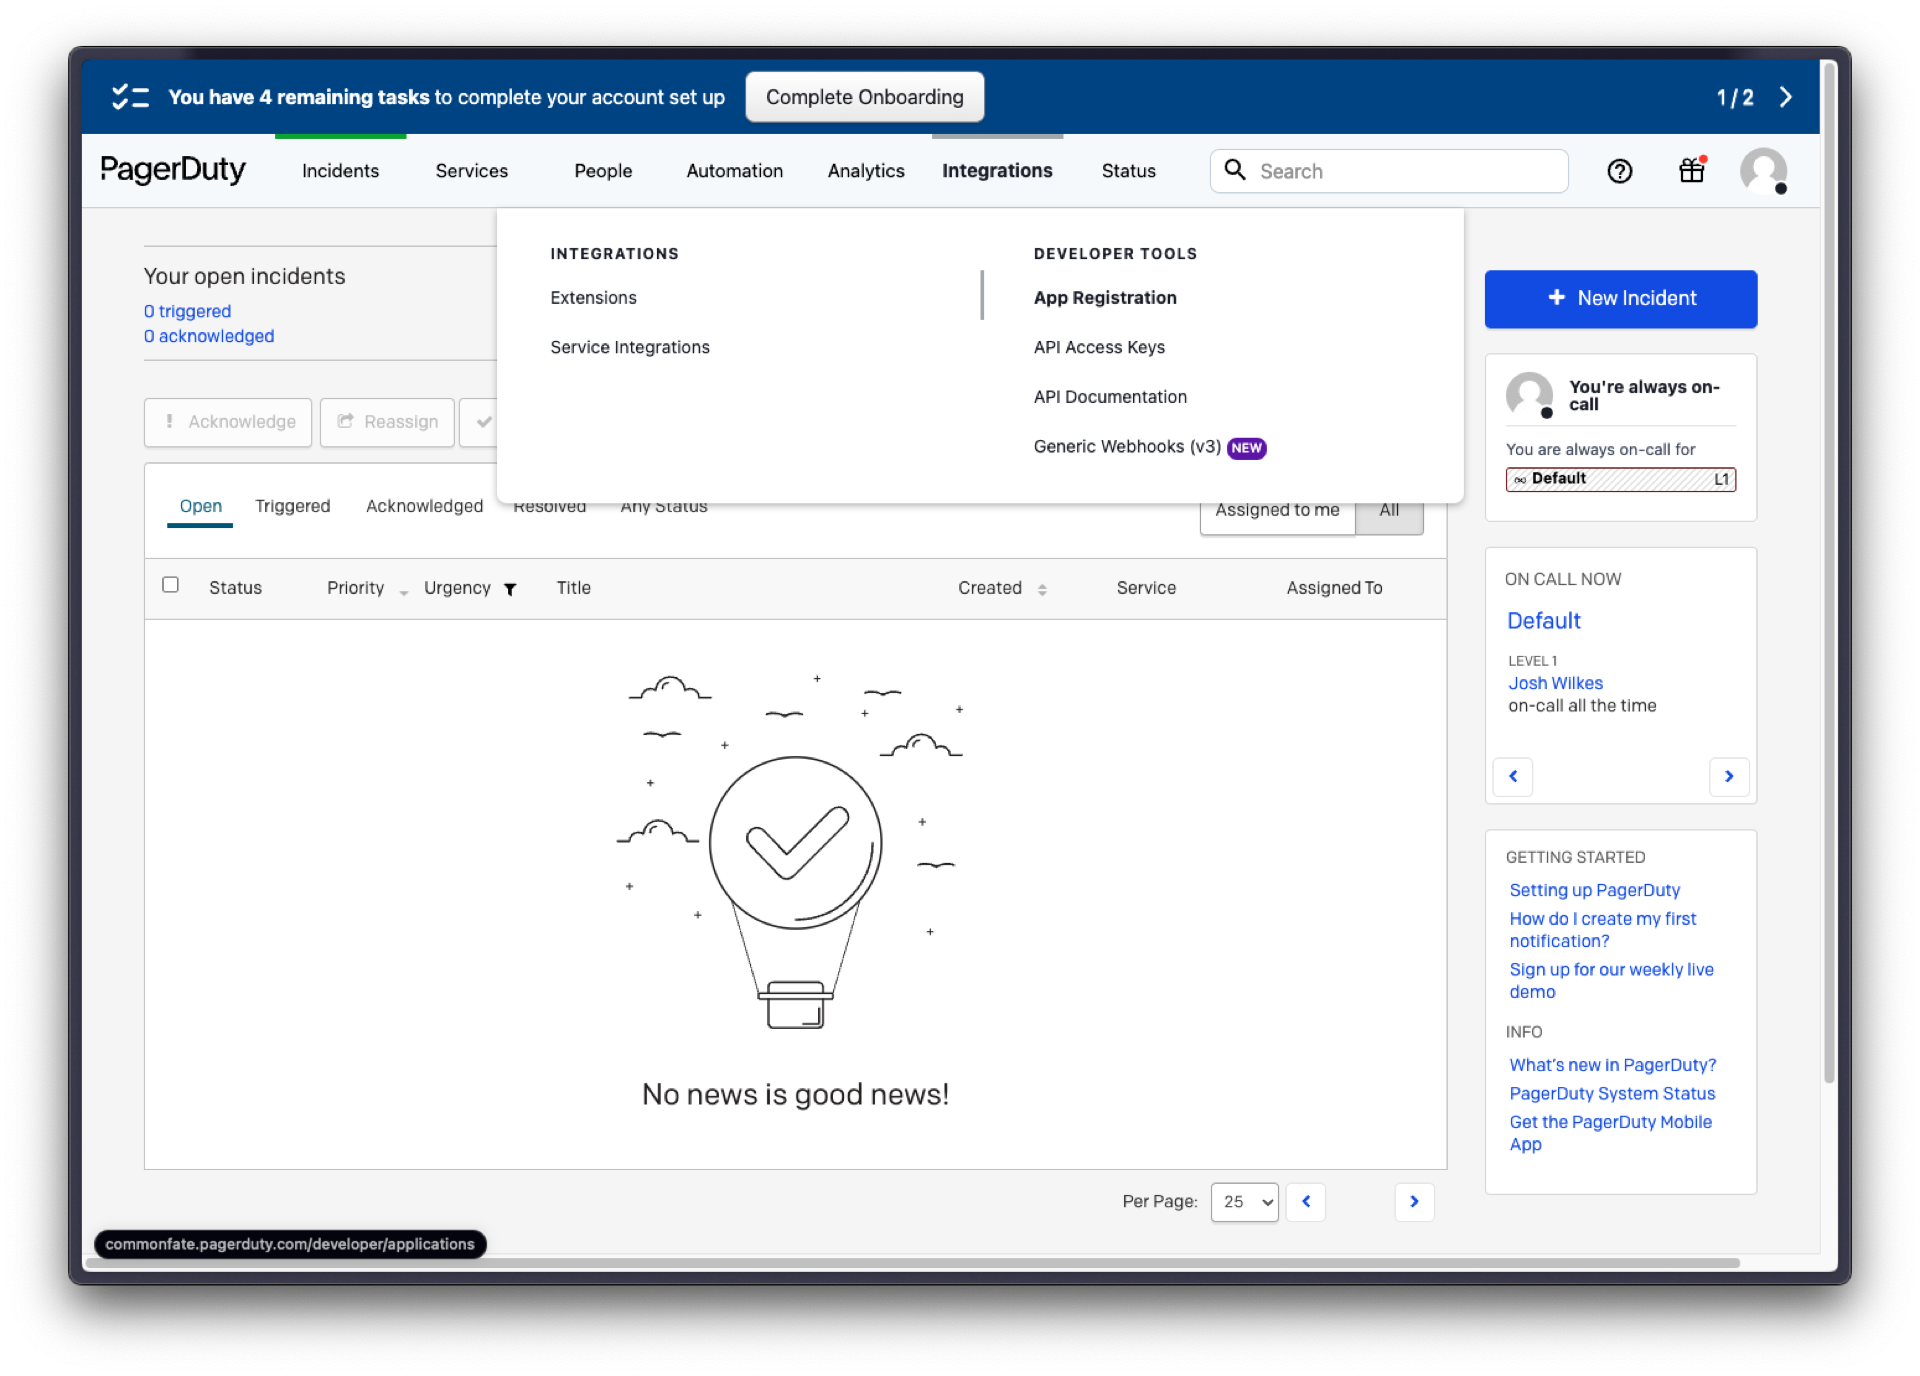 You have 4 remaining tasks to complete your account set up
Complete Onboarding
1 / 2
PagerDuty
Incidents
Services
People
Automation
Analytics
Integrations
Status
Search
INTEGRATIONS
Extensions
Service Integrations
DEVELOPER TOOLS
App Registration
API Access Keys
API Documentation
Generic Webhooks (v3) NEW
Your open incidents
0 triggered
0 acknowledged
Acknowledge
Reassign
Open
Triggered
Acknowledged
Resolved
Any Status
Assigned to me
All
Status
Priority
Urgency
Title
Created
Service
Assigned To
No news is good news!
Per Page:
25
New Incident
You're always on-
call
You are always on-call for
Default
L1
ON CALL NOW
Default
LEVEL 1
Josh Wilkes
on-call all the time
GETTING STARTED
Setting up PagerDuty
How do I create my first
notification?
Sign up for our weekly live
demo
INFO
What's new in PagerDuty?
PagerDuty System Status
Get the PagerDuty Mobile
App
commonfate.pagerduty.com/developer/applications